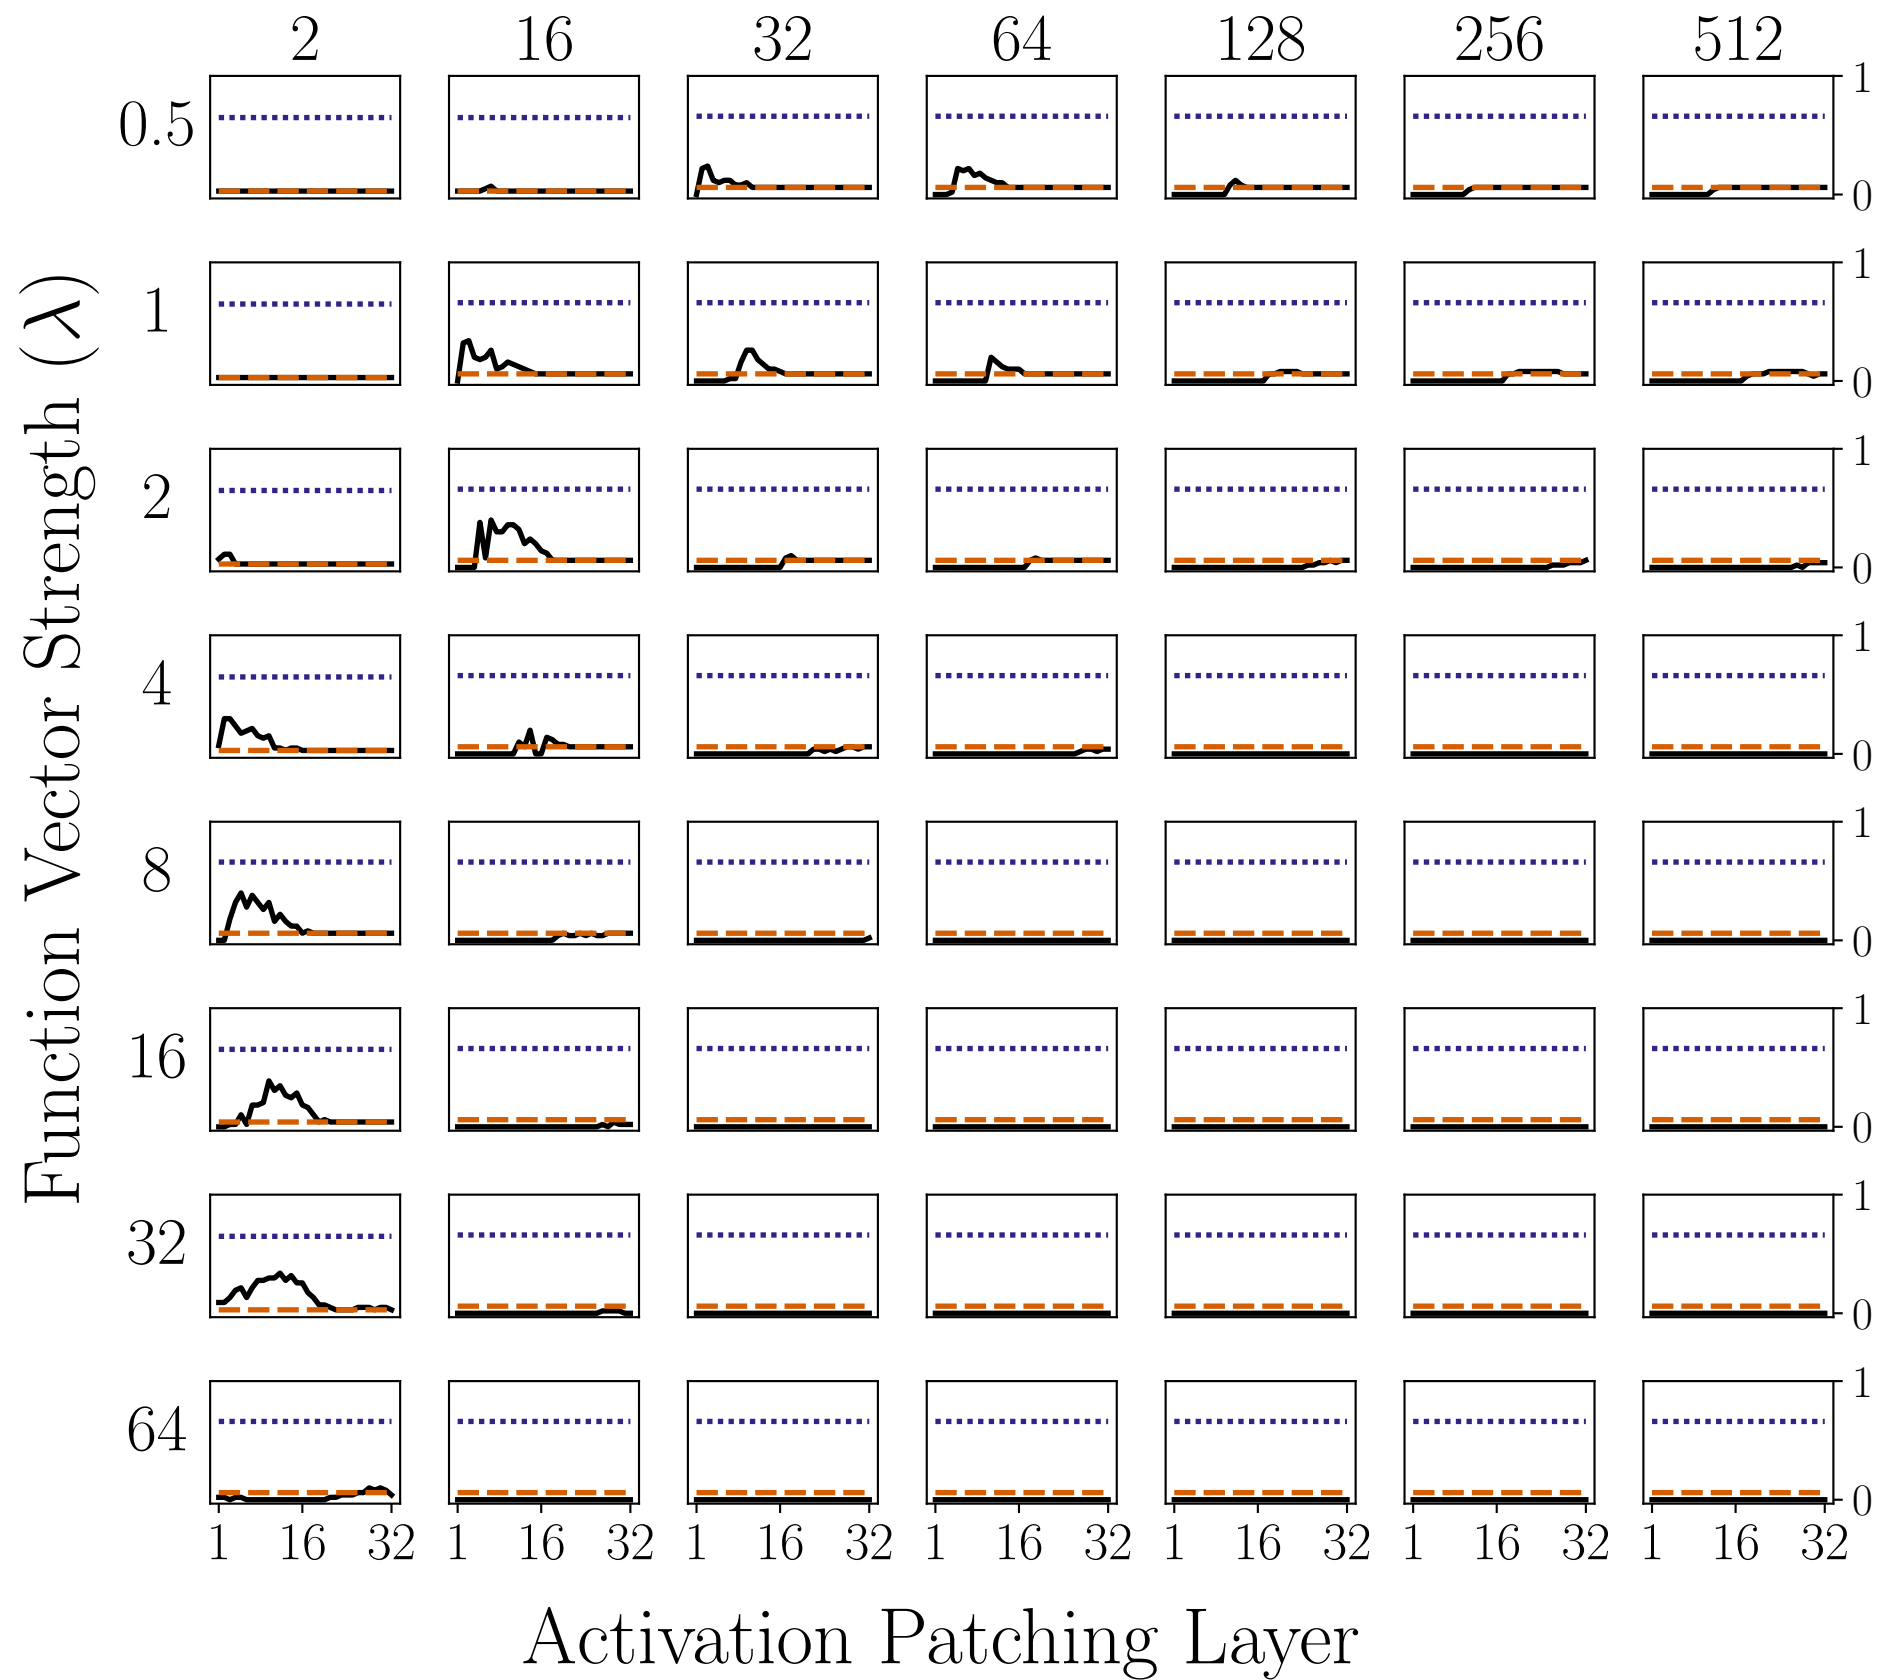 2 16 32 64 128 256 512
Function Vector Strength (λ)
0.5 1 0
1 1 0
2 1 0
4 1 0
8 1 0
16 1 0
32 1 0
64 1 0
1 16 32 1 16 32 1 16 32 1 16 32 1 16 32 1 16 32 1 16 32
Activation Patching Layer